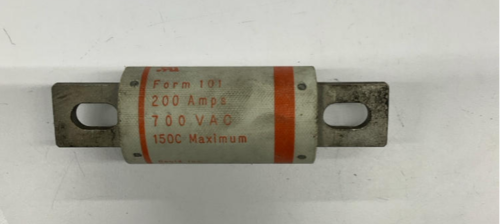 Form 101
200 Amps
700 VAC
150C Maximum